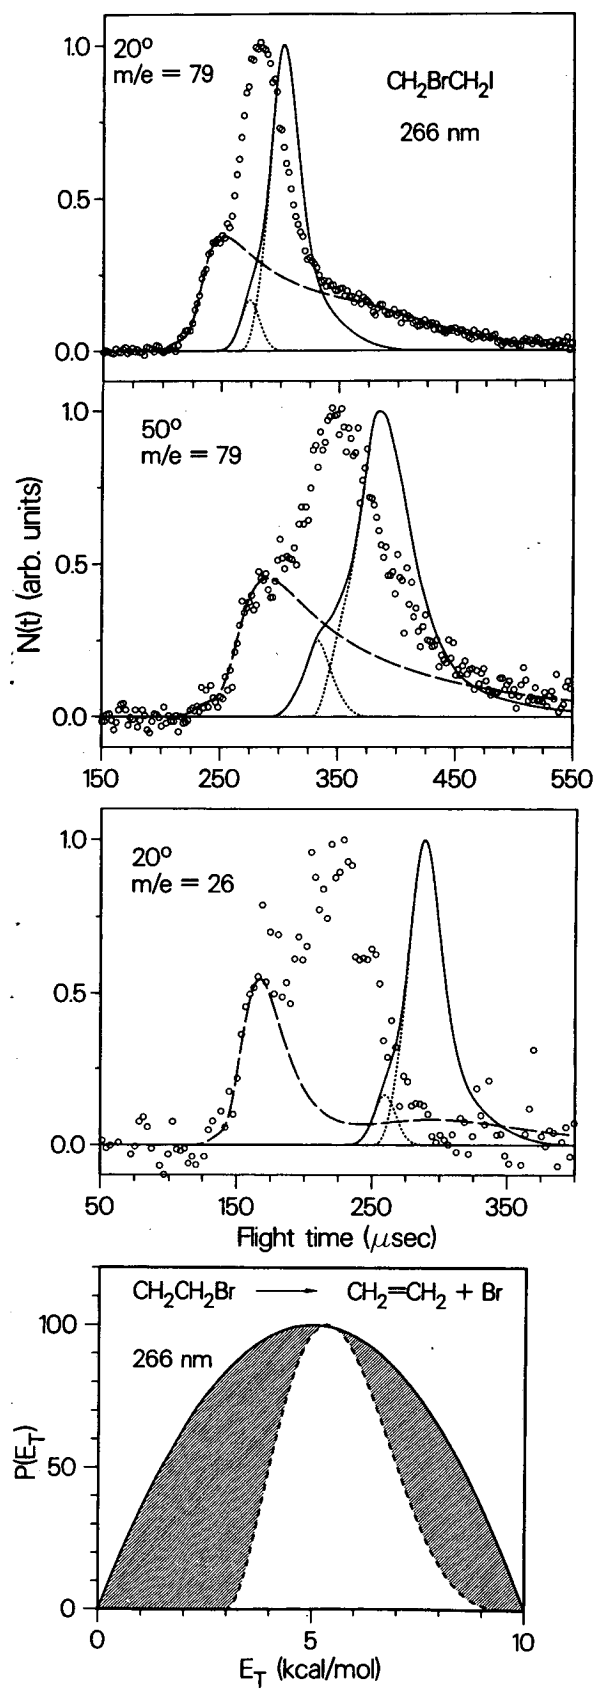 1.0
20°
m/e = 79
CH₂BrCH₂I
266 nm
0.5
0.0
1.0
50°
m/e = 79
0.5
0.0
N(t) (arb. units)
150 250 350 450 550
1.0
20°
m/e = 26
0.5
0.0
50 150 250 350
Flight time (μsec)
CH₂CH₂Br ⟶ CH₂=CH₂ + Br
100
266 nm
P(E_T)
50
0
0 5 10
E_T (kcal/mol)